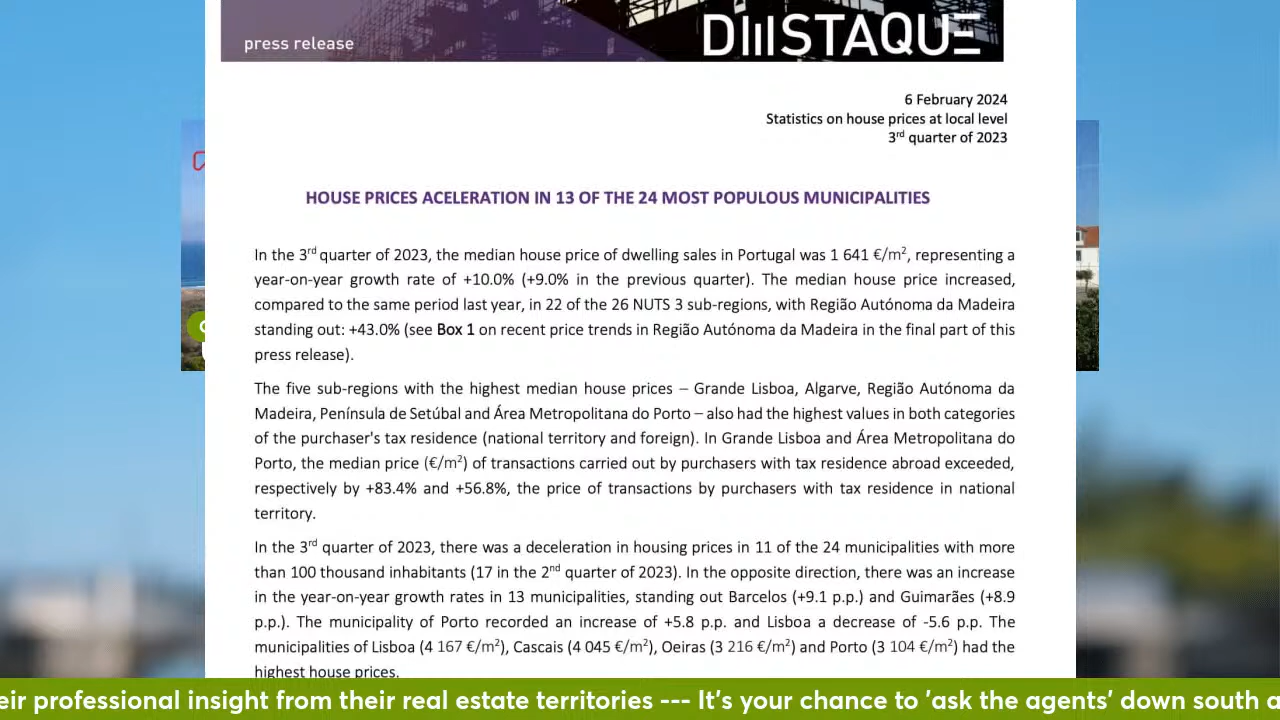 press release
DESTAQUE
6 February 2024
Statistics on house prices at local level
3rd quarter of 2023
HOUSE PRICES ACELERATION IN 13 OF THE 24 MOST POPULOUS MUNICIPALITIES
In the 3rd quarter of 2023, the median house price of dwelling sales in Portugal was 1 641 €/m², representing a
year-on-year growth rate of +10.0% (+9.0% in the previous quarter). The median house price increased,
compared to the same period last year, in 22 of the 26 NUTS 3 sub-regions, with Região Autónoma da Madeira
standing out: +43.0% (see Box 1 on recent price trends in Região Autónoma da Madeira in the final part of this
press release).
The five sub-regions with the highest median house prices – Grande Lisboa, Algarve, Região Autónoma da
Madeira, Península de Setúbal and Área Metropolitana do Porto – also had the highest values in both categories
of the purchaser's tax residence (national territory and foreign). In Grande Lisboa and Área Metropolitana do
Porto, the median price (€/m²) of transactions carried out by purchasers with tax residence abroad exceeded,
respectively by +83.4% and +56.8%, the price of transactions by purchasers with tax residence in national
territory.
In the 3rd quarter of 2023, there was a deceleration in housing prices in 11 of the 24 municipalities with more
than 100 thousand inhabitants (17 in the 2nd quarter of 2023). In the opposite direction, there was an increase
in the year-on-year growth rates in 13 municipalities, standing out Barcelos (+9.1 p.p.) and Guimarães (+8.9
p.p.). The municipality of Porto recorded an increase of +5.8 p.p. and Lisboa a decrease of -5.6 p.p. The
municipalities of Lisboa (4 167 €/m²), Cascais (4 045 €/m²), Oeiras (3 216 €/m²) and Porto (3 104 €/m²) had the
highest house prices.
eir professional insight from their real estate territories --- It's your chance to 'ask the agents' down south a